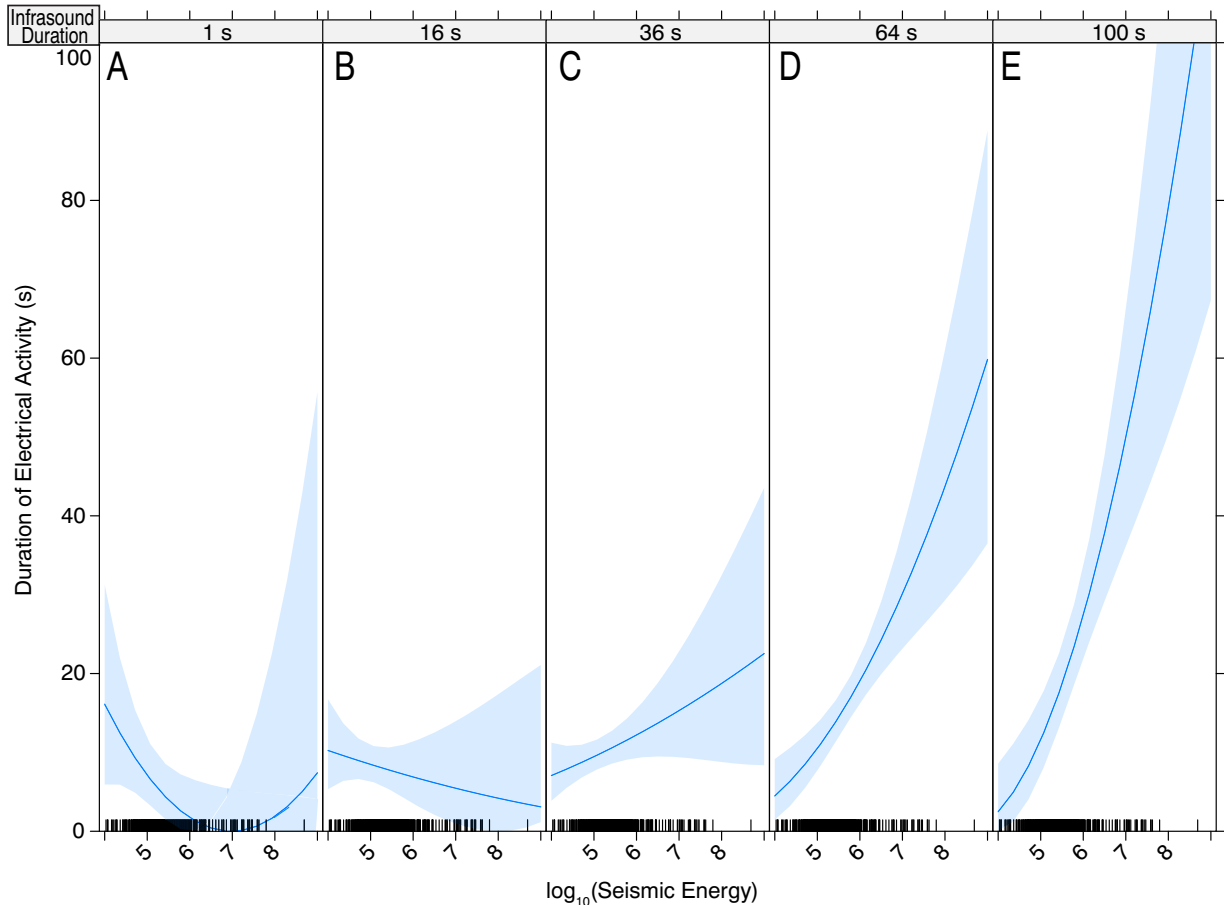 Infrasound
Duration
1 s
16 s
36 s
64 s
100 s
A
B
C
D
E
100
80
60
40
20
0
Duration of Electrical Activity (s)
5 6 7 8
5 6 7 8
5 6 7 8
5 6 7 8
5 6 7 8
log₁₀(Seismic Energy)